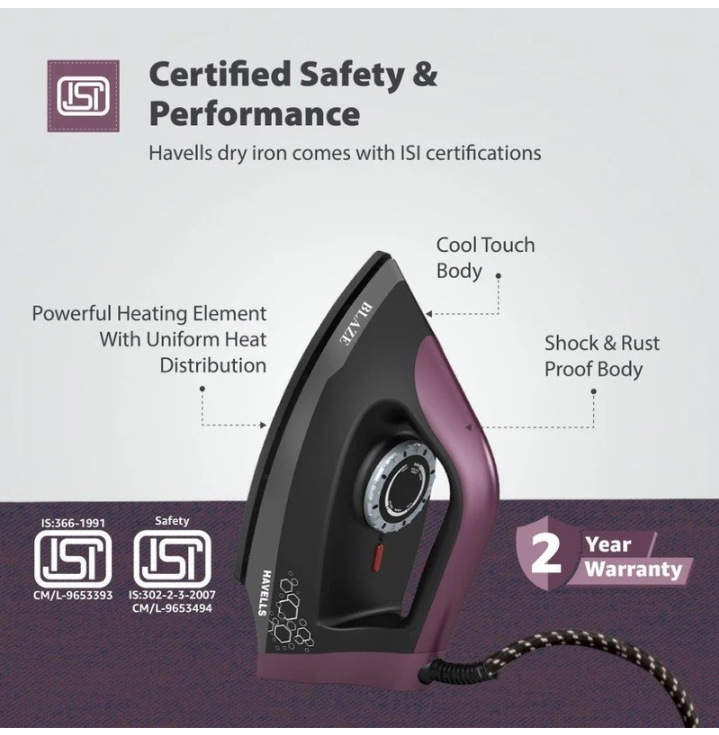 ISI
Certified Safety &
Performance
Havells dry iron comes with ISI certifications
Cool Touch
Body
Powerful Heating Element
With Uniform Heat
Distribution
Shock & Rust
Proof Body
BLAZE
HAVELLS
IS:366-1991
ISI
CM/L-9653393
Safety
ISI
IS:302-2-3-2007
CM/L-9653494
2 Year
Warranty